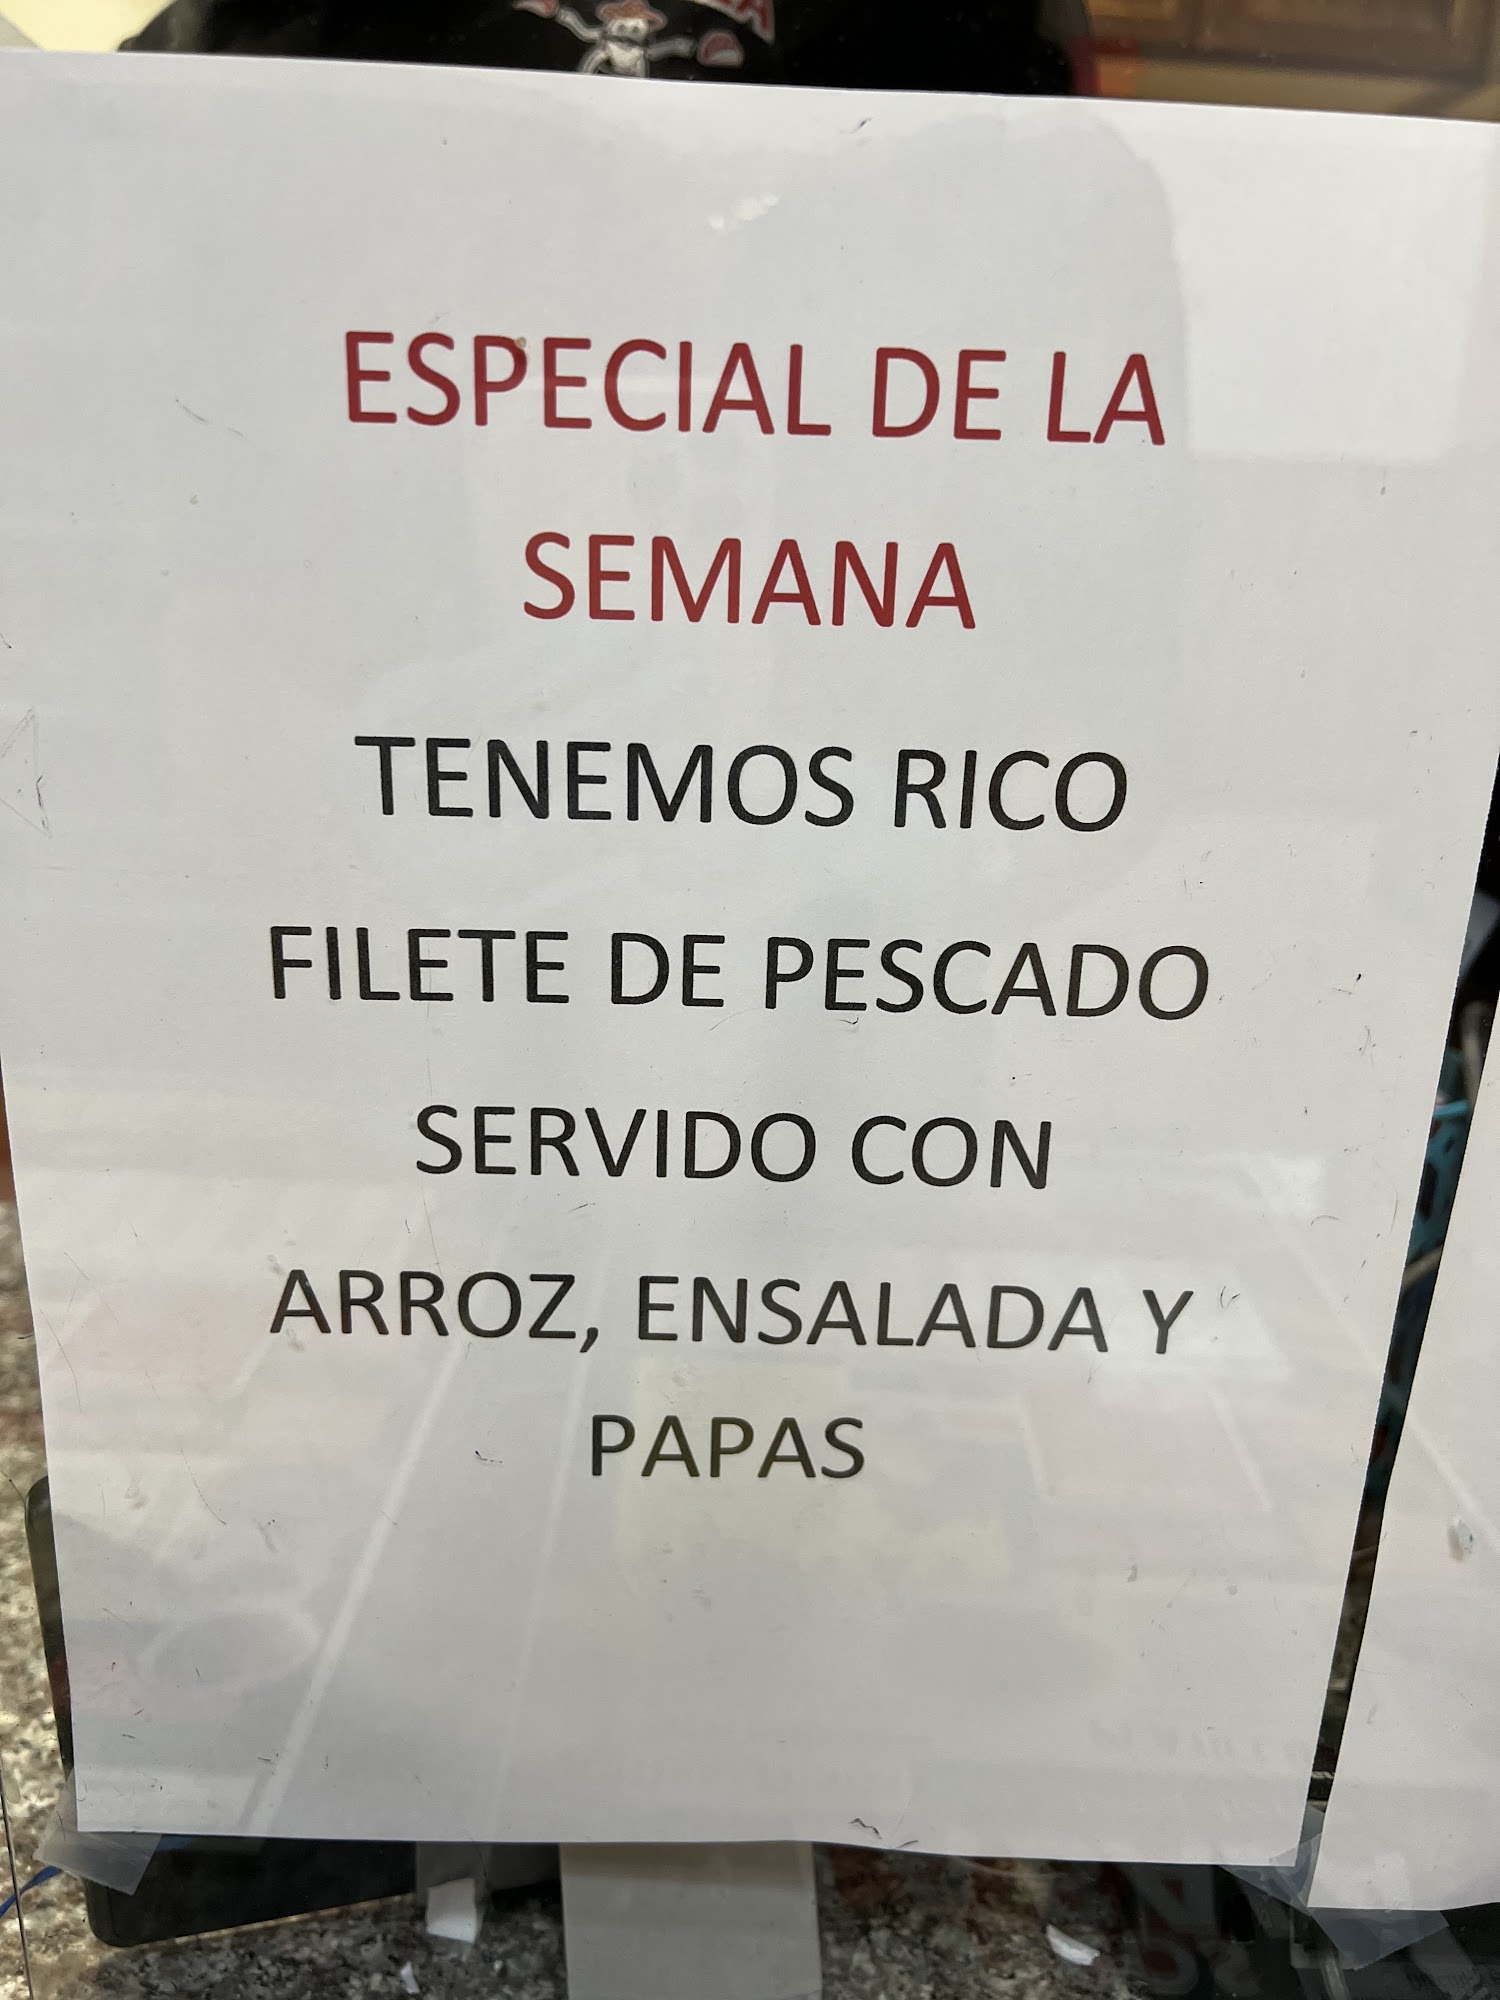 ESPECIAL DE LA
SEMANA
TENEMOS RICO
FILETE DE PESCADO
SERVIDO CON
ARROZ, ENSALADA Y
PAPAS